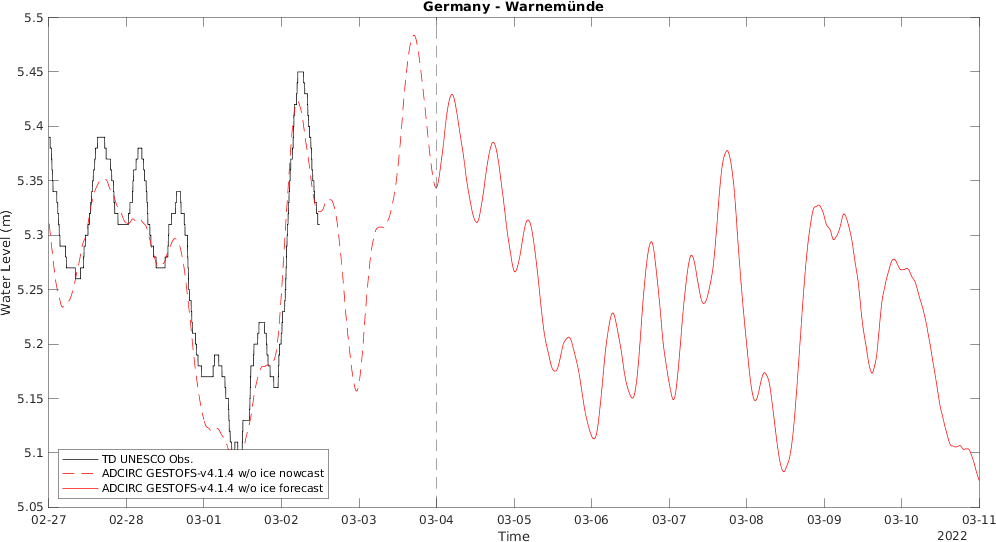 Germany - Warnemünde
5.5
5.45
5.4
5.35
5.3
5.25
5.2
5.15
5.1
5.05
Water Level (m)
TD UNESCO Obs.
ADCIRC GESTOFS-v4.1.4 w/o ice nowcast
ADCIRC GESTOFS-v4.1.4 w/o ice forecast
02-27 02-28 03-01 03-02 03-03 03-04 03-05 03-06 03-07 03-08 03-09 03-10 03-11
Time
2022